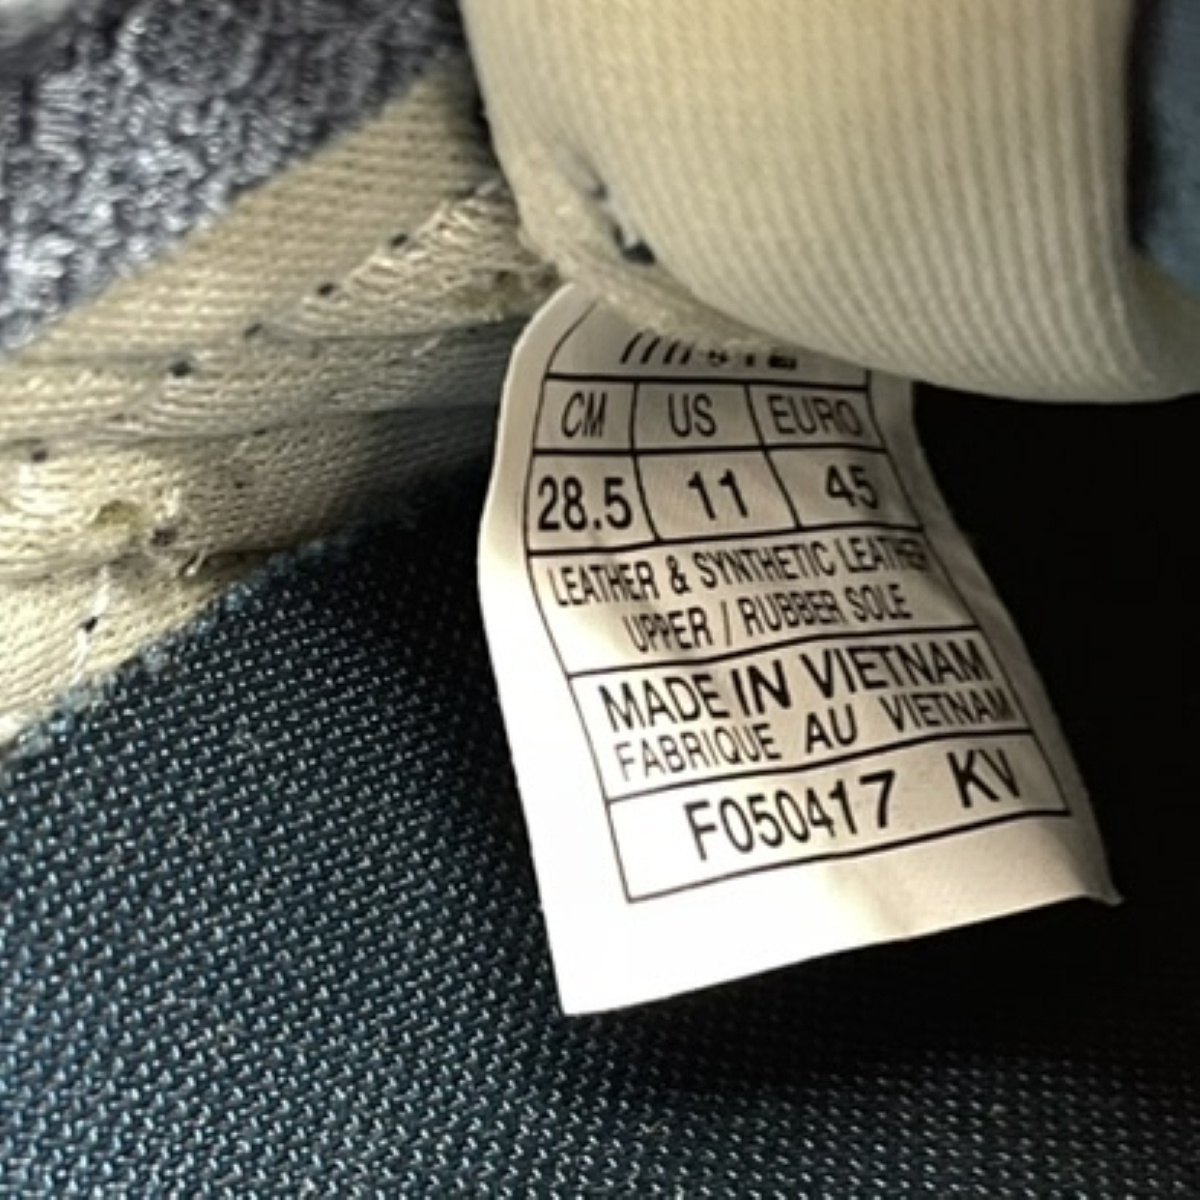 CM US EURO
28.5 11 45
LEATHER & SYNTHETIC LEATHER
UPPER / RUBBER SOLE
MADE IN VIETNAM
FABRIQUE AU VIETNAM
F050417 KV